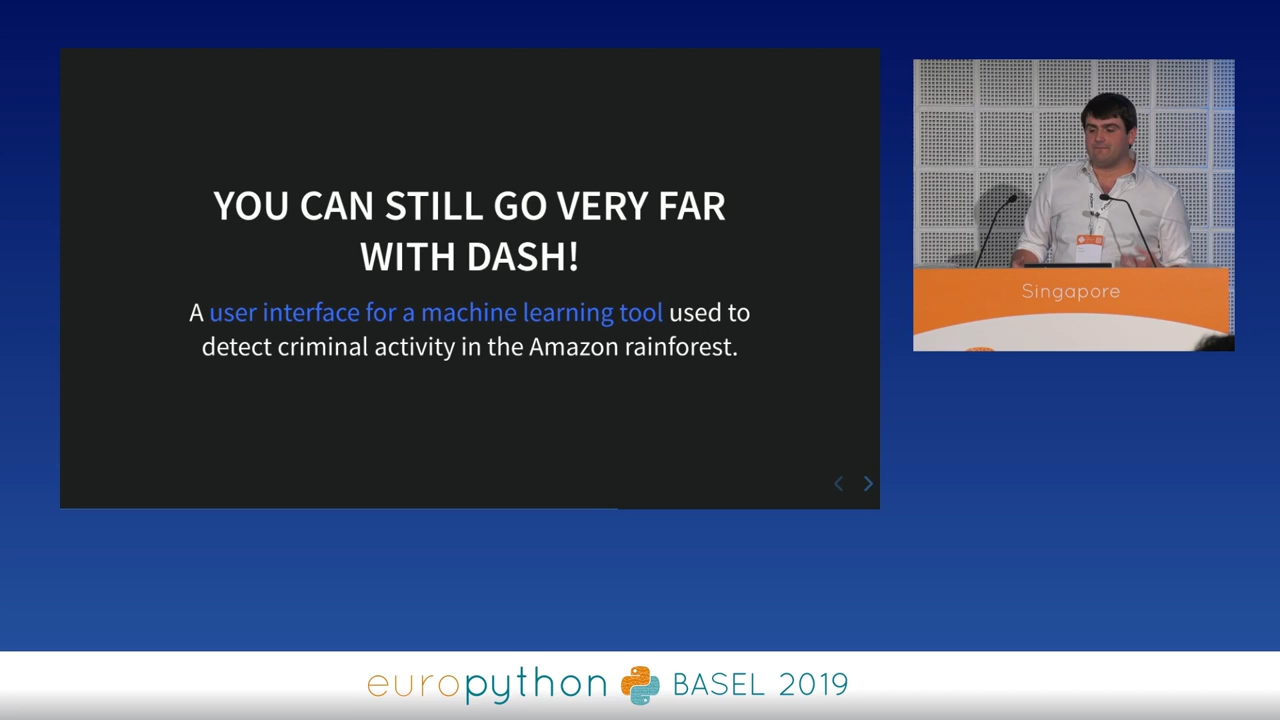 YOU CAN STILL GO VERY FAR
WITH DASH!
A user interface for a machine learning tool used to
detect criminal activity in the Amazon rainforest.
Singapore
europython BASEL 2019